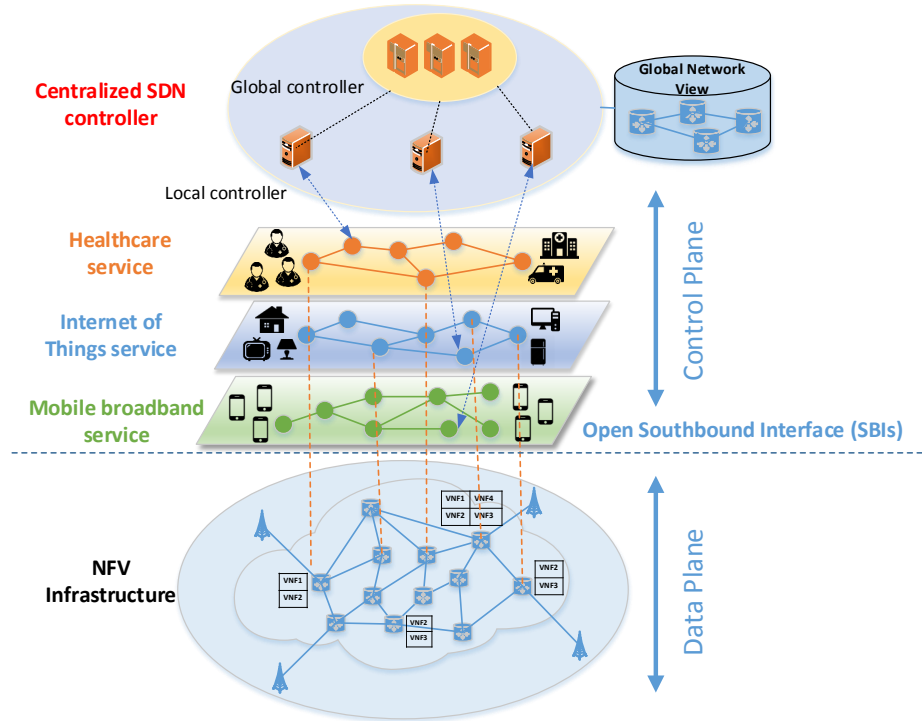 Global Network
View
Global controller
Centralized SDN
controller
Local controller
Healthcare
service
Internet of
Things service
Mobile broadband
service
Control Plane
Open Southbound Interface (SBIs)
VNF1 VNF4
VNF2 VNF3
NFV
Infrastructure
VNF1
VNF2
VNF2
VNF3
VNF2
VNF3
Data Plane